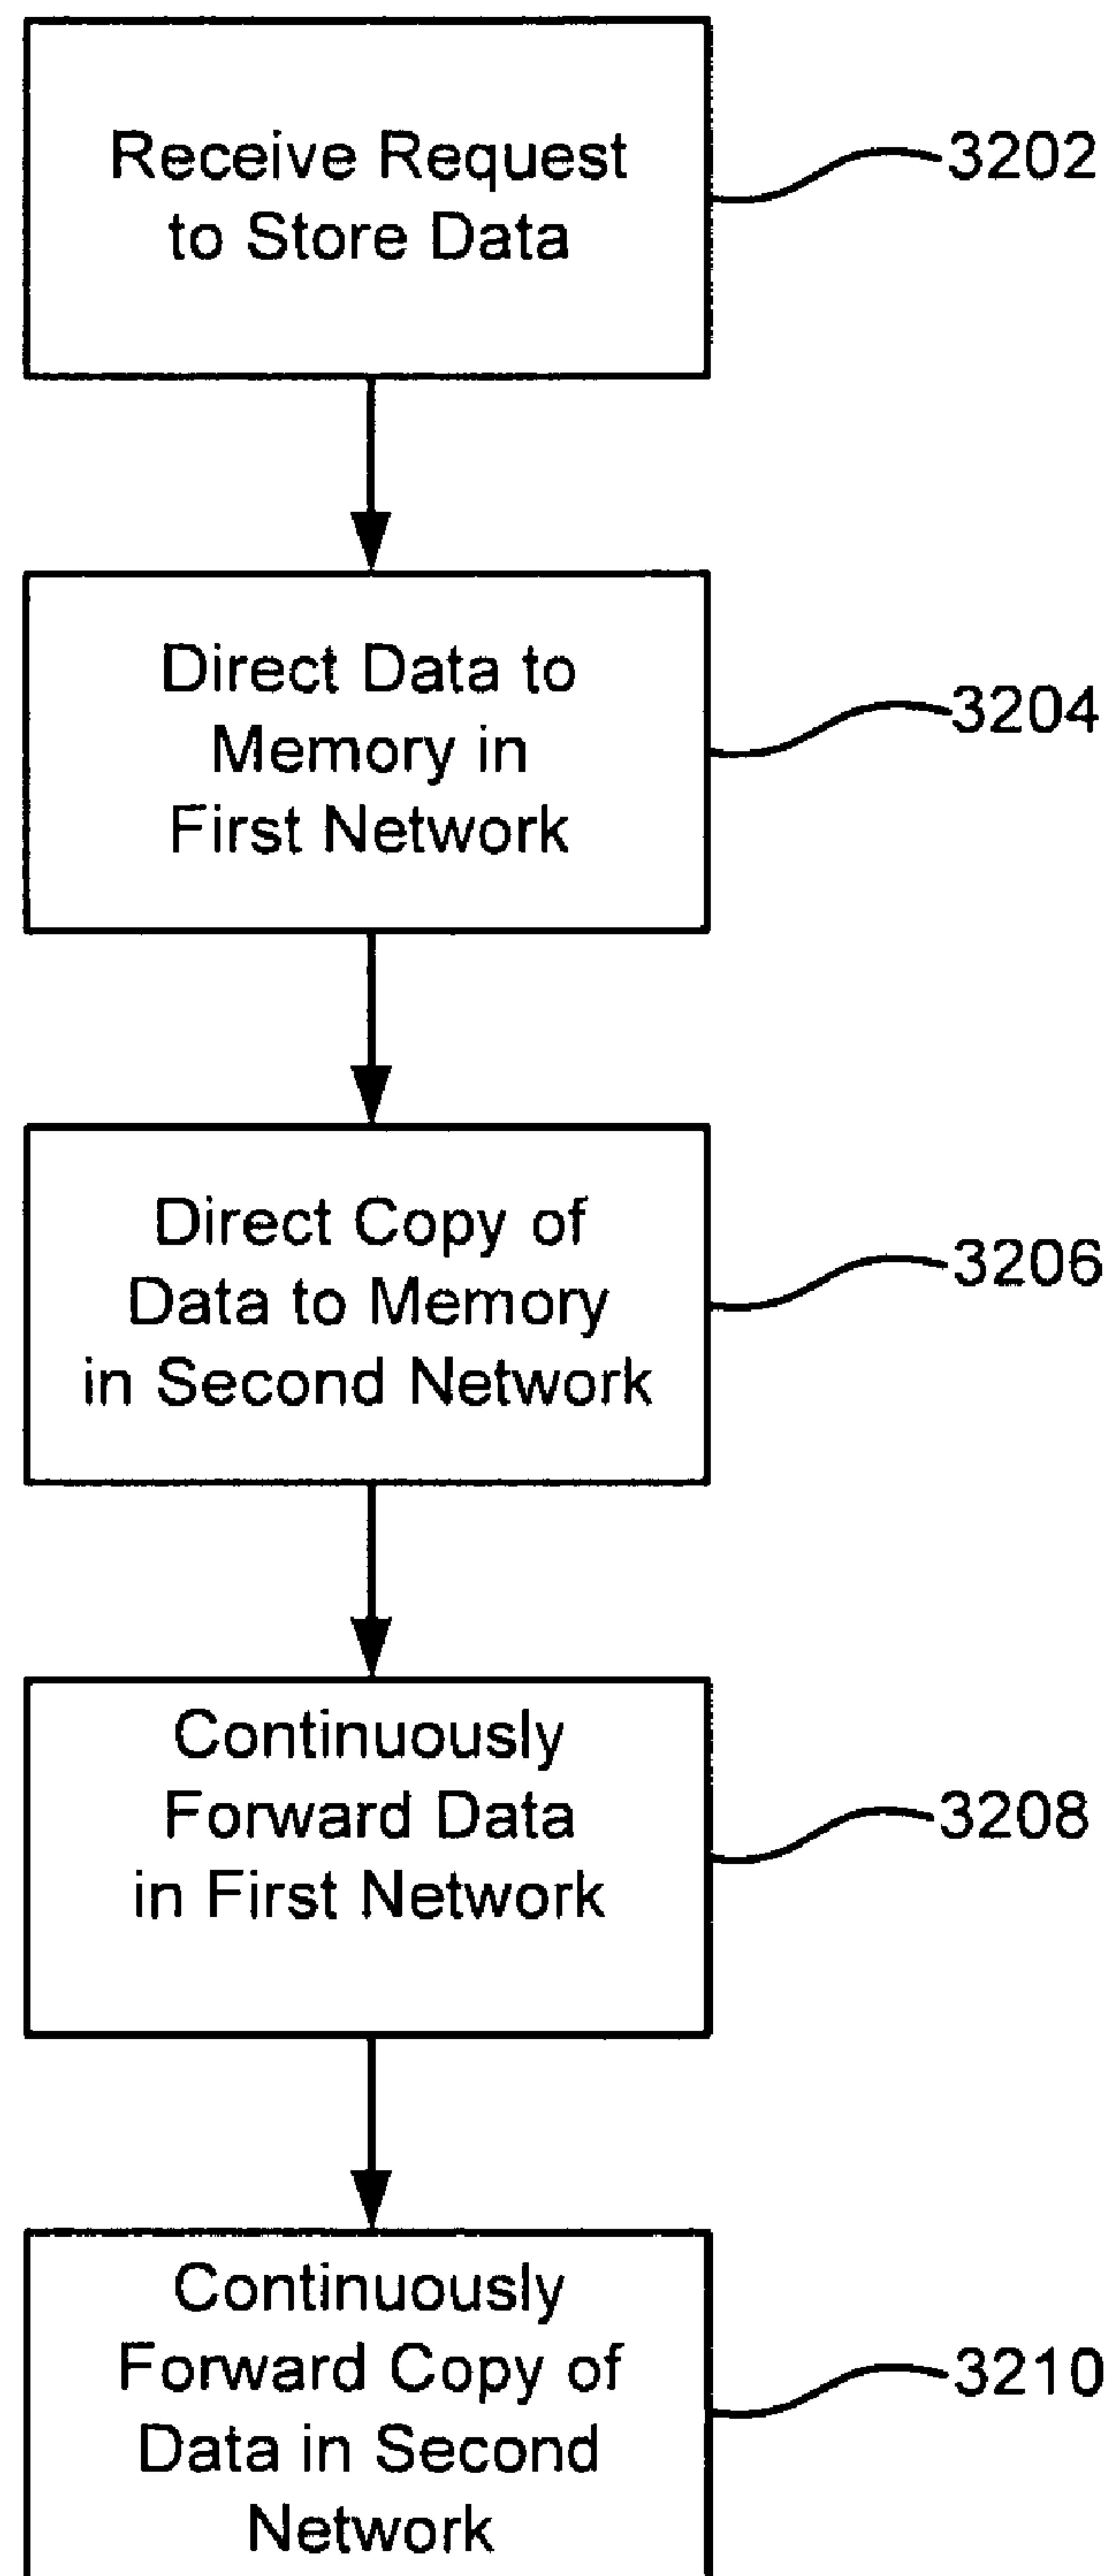 Receive Request
to Store Data
3202
Direct Data to
Memory in
First Network
3204
Direct Copy of
Data to Memory
in Second Network
3206
Continuously
Forward Data
in First Network
3208
Continuously
Forward Copy of
Data in Second
Network
3210